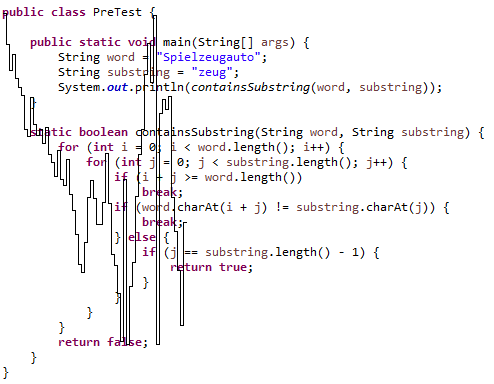 public class PreTest {
public static void main(String[] args) {
String word = "Spielzeugauto";
String substring = "zeug";
System.out.println(containsSubstring(word, substring));
}
static boolean containsSubstring(String word, String substring) {
for (int i = 0; i < word.length(); i++) {
for (int j = 0; j < substring.length(); j++) {
if (i + j >= word.length())
break;
if (word.charAt(i + j) != substring.charAt(j)) {
break;
} else {
if (j == substring.length() - 1) {
return true;
}
}
}
}
return false;
}
}